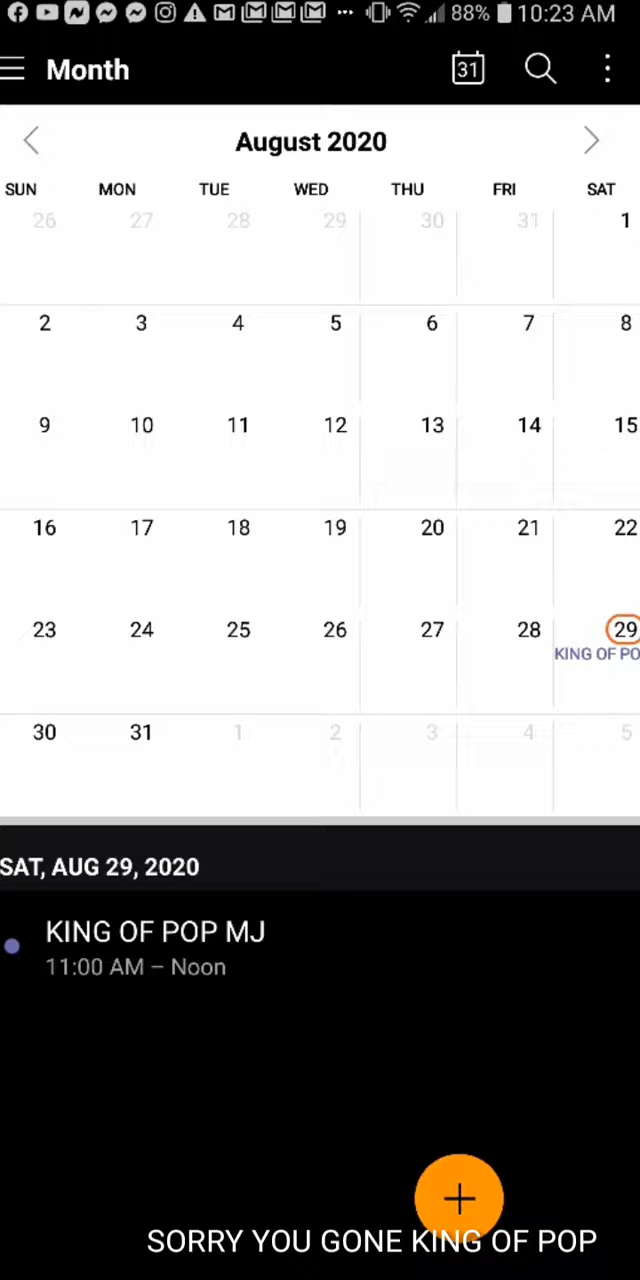 88% 10:23 AM
Month 31
August 2020
SUN MON TUE WED THU FRI SAT
26 27 28 29 30 31 1
2 3 4 5 6 7 8
9 10 11 12 13 14 15
16 17 18 19 20 21 22
23 24 25 26 27 28 29
KING OF PO
30 31 1 2 3 4 5
SAT, AUG 29, 2020
KING OF POP MJ
11:00 AM – Noon
SORRY YOU GONE KING OF POP